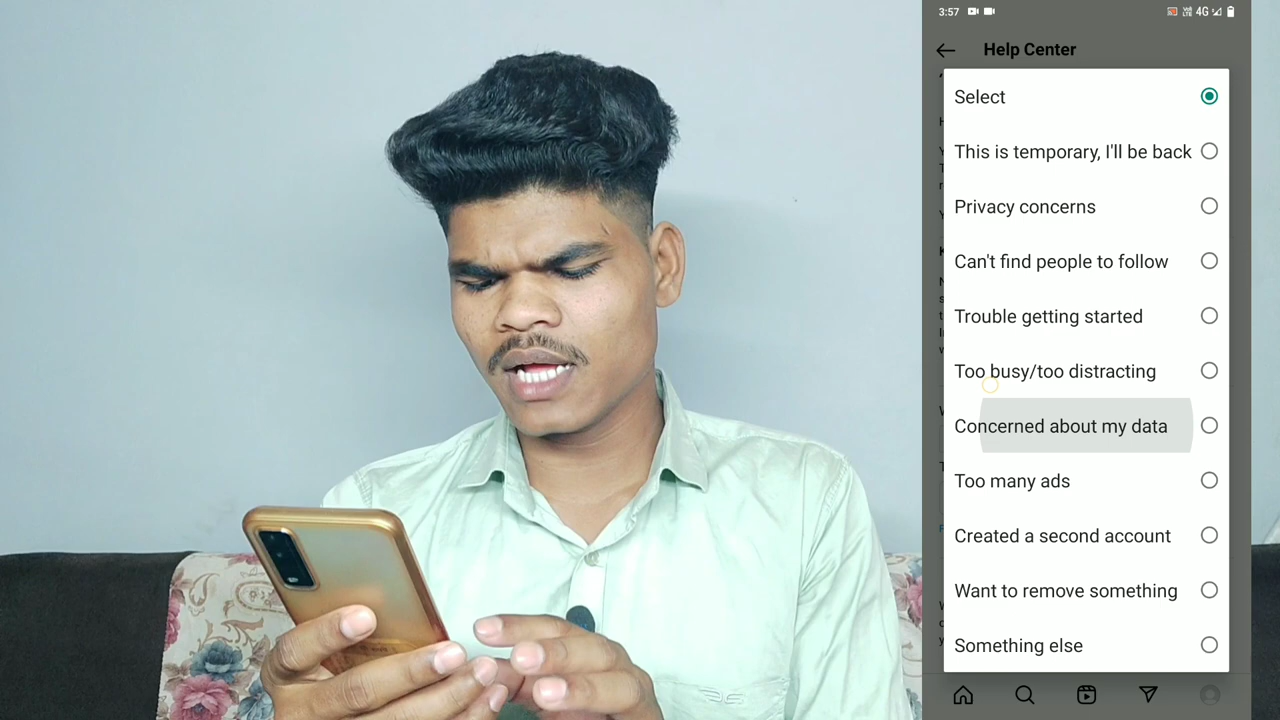 3:57
4G
Help Center
Select
This is temporary, I'll be back
Privacy concerns
Can't find people to follow
Trouble getting started
Too busy/too distracting
Concerned about my data
Too many ads
Created a second account
Want to remove something
Something else